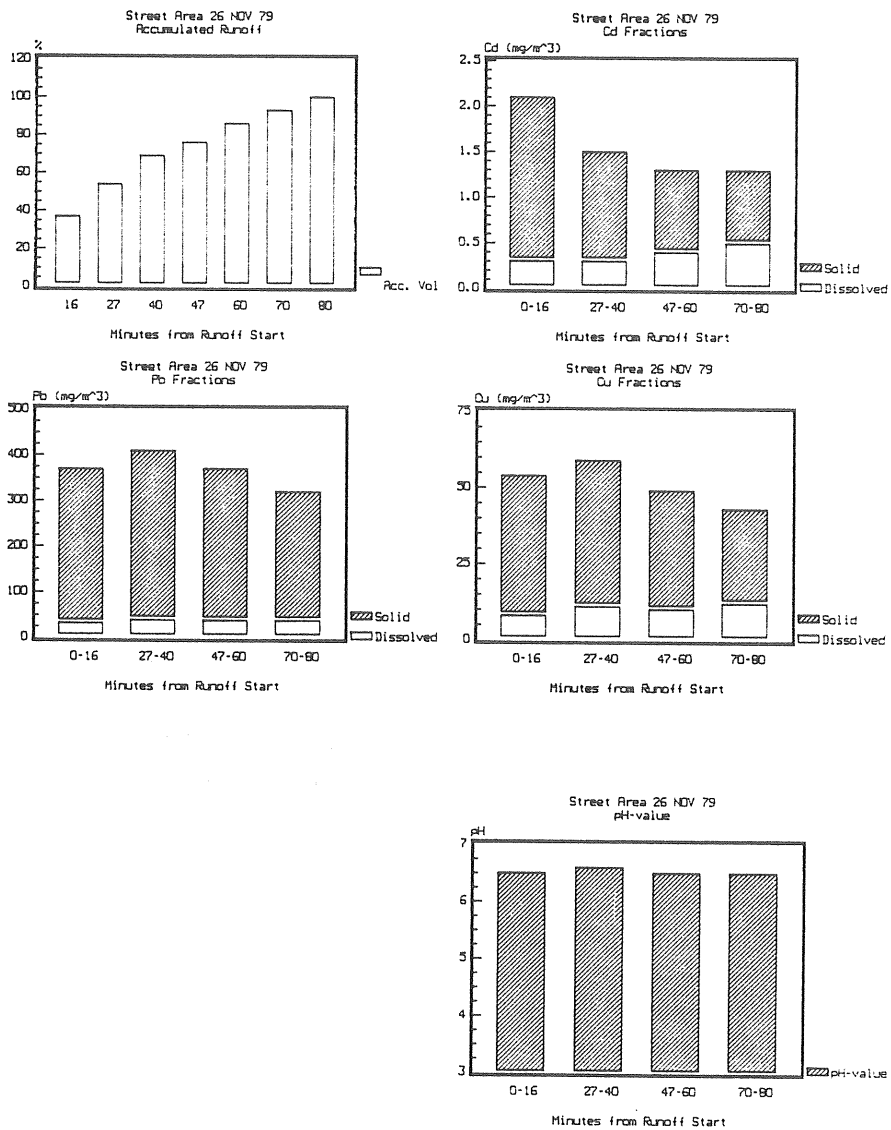 Street Area 26 NOV 79
Accumulated Runoff
%
120
100
80
60
40
20
0
16 27 40 47 60 70 80
Acc. Vol
Minutes from Runoff Start
Street Area 26 NOV 79
Cd Fractions
Cd (mg/m^3)
2.5
2.0
1.5
1.0
0.5
0.0
0-16 27-40 47-60 70-80
Solid
Dissolved
Minutes from Runoff Start
Street Area 26 NOV 79
Pb Fractions
Pb (mg/m^3)
500
400
300
200
100
0
0-16 27-40 47-60 70-80
Solid
Dissolved
Minutes from Runoff Start
Street Area 26 NOV 79
Cu Fractions
Cu (mg/m^3)
75
50
25
0
0-16 27-40 47-60 70-80
Solid
Dissolved
Minutes from Runoff Start
Street Area 26 NOV 79
pH-value
pH
7
6
5
4
3
0-16 27-40 47-60 70-80
pH-value
Minutes from Runoff Start